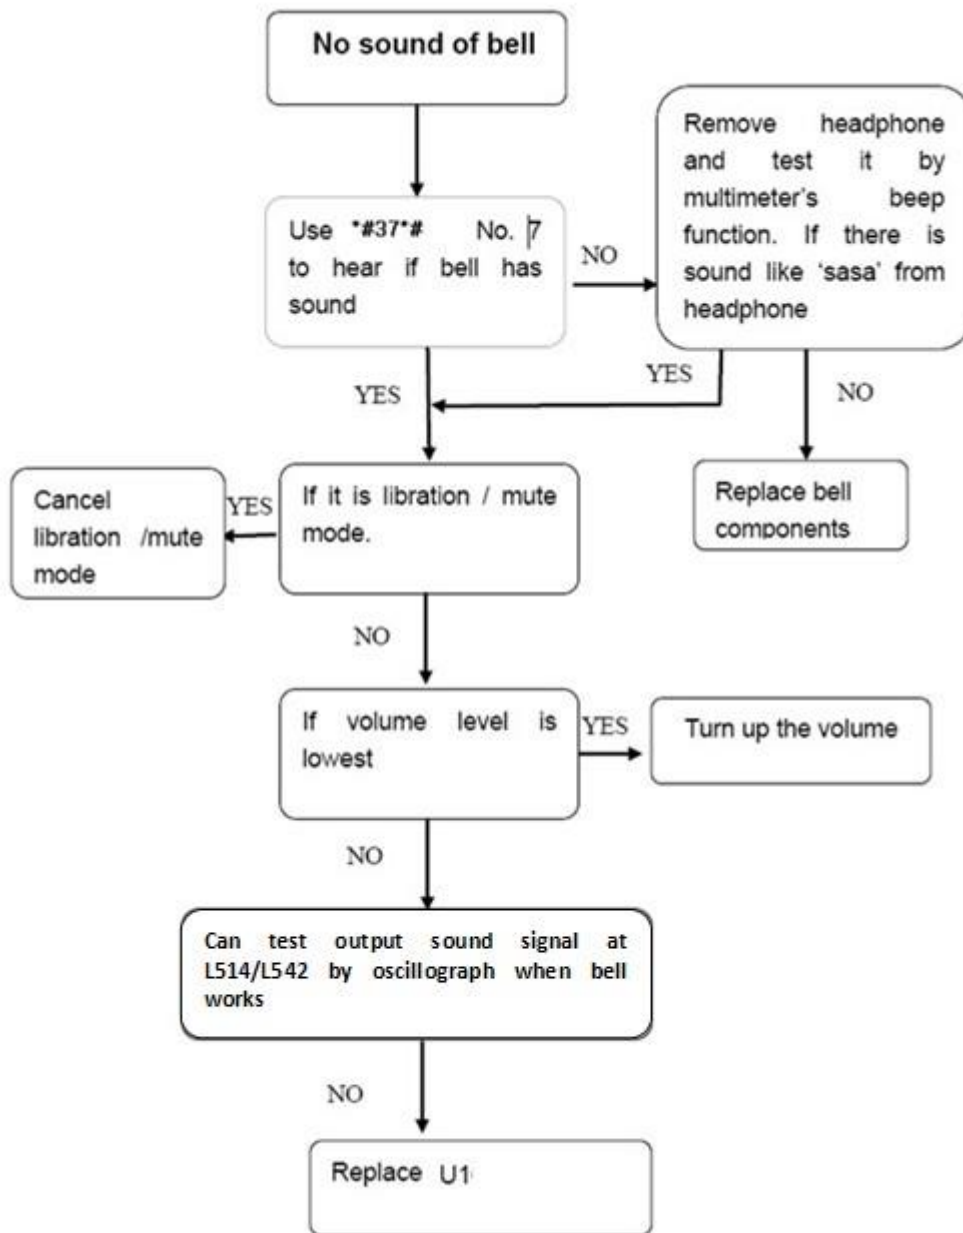 No sound of bell
Remove headphone
and test it by
multimeter's beep
function. If there is
sound like 'sasa' from
headphone
Use *#37*# No. 7
to hear if bell has
sound
NO
YES
YES
NO
Cancel
libration /mute
mode
YES
If it is libration / mute
mode.
Replace bell
components
NO
If volume level is
lowest
YES
Turn up the volume
NO
Can test output sound signal at
L514/L542 by oscillograph when bell
works
NO
Replace U1